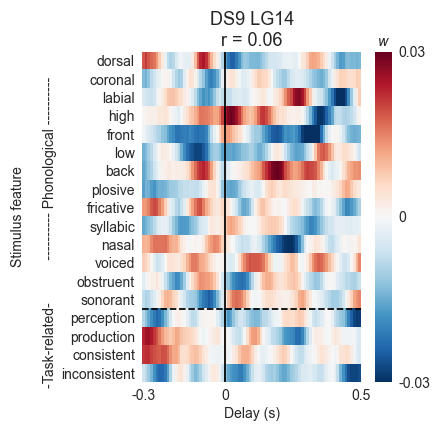 DS9 LG14
r = 0.06
w
dorsal
coronal
labial
high
front
low
back
plosive
fricative
syllabic
nasal
voiced
obstruent
sonorant
perception
production
consistent
inconsistent
Stimulus feature
-Task-related- ---------- Phonological ----------
0.03
0
-0.03
-0.3 0 0.5
Delay (s)